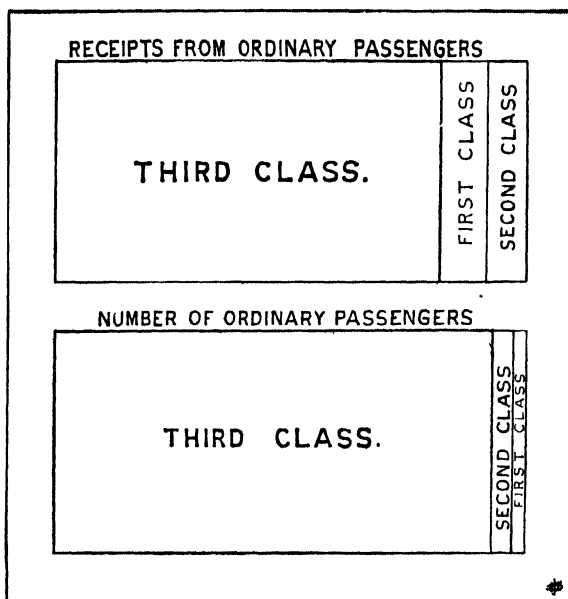 RECEIPTS FROM ORDINARY PASSENGERS
THIRD CLASS.
FIRST CLASS
SECOND CLASS
NUMBER OF ORDINARY PASSENGERS
THIRD CLASS.
SECOND CLASS
FIRST CLASS